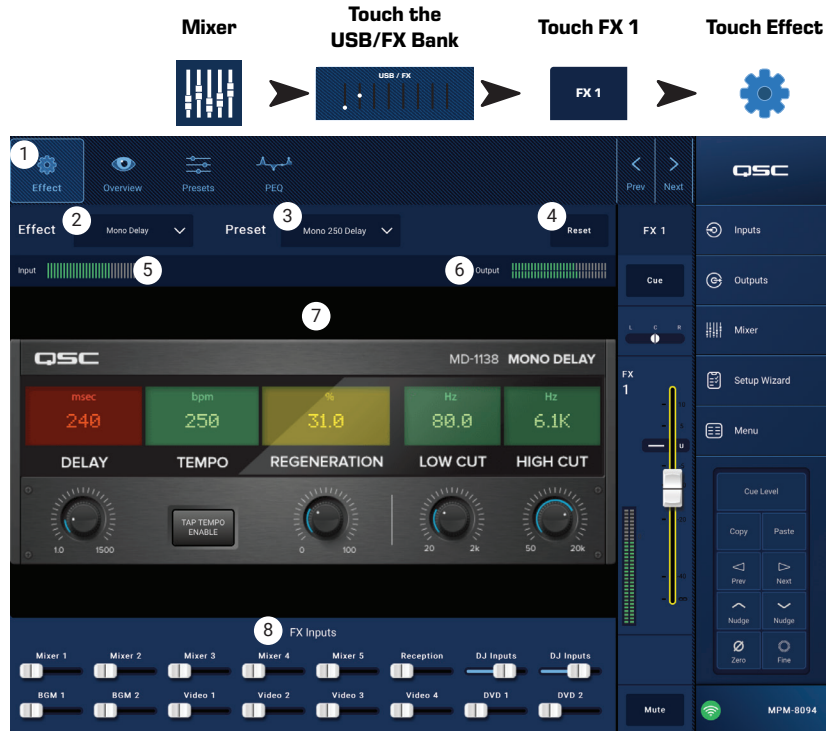 Mixer
Touch the
USB/FX Bank
Touch FX 1
Touch Effect
USB / FX
FX 1
1
Effect
Overview
Presets
PEQ
Prev
Next
QSC
Effect
2
Mono Delay
Preset
3
Mono 250 Delay
4
Reset
FX 1
Inputs
Input
5
6
Output
Cue
Outputs
7
L C R
Mixer
QSC
MD-1138 MONO DELAY
FX
1
Setup Wizard
msec
240
bpm
250
%
31.0
Hz
80.0
Hz
6.1K
10
U
Menu
DELAY
TEMPO
REGENERATION
LOW CUT
HIGH CUT
TAP TEMPO
ENABLE
1.0 1500
0 100
20 2k
50 20k
20
40
Cue Level
Copy
Paste
Prev
Next
Nudge
Nudge
Zero
Fine
8
FX Inputs
Mixer 1
Mixer 2
Mixer 3
Mixer 4
Mixer 5
Reception
DJ Inputs
DJ Inputs
BGM 1
BGM 2
Video 1
Video 2
Video 3
Video 4
DVD 1
DVD 2
Mute
MPM-8094